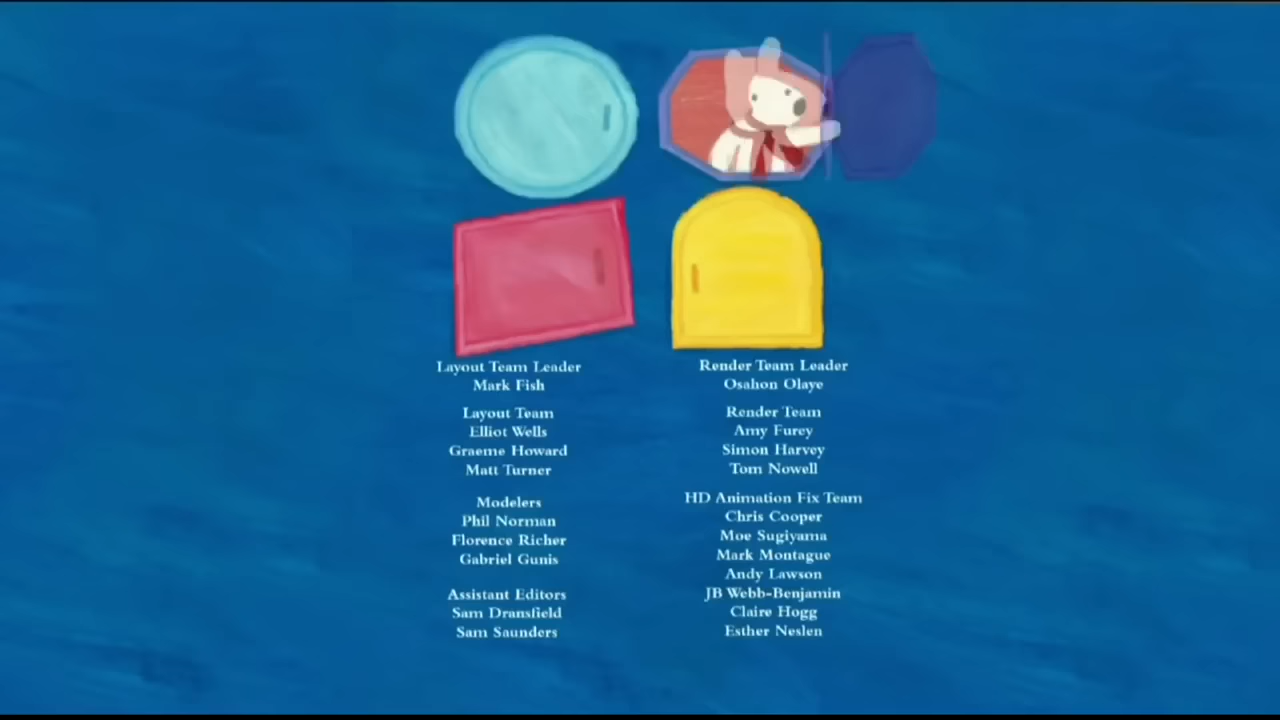 Layout Team Leader
Mark Fish
Layout Team
Elliot Wells
Graeme Howard
Matt Turner
Modelers
Phil Norman
Florence Richer
Gabriel Gunis
Assistant Editors
Sam Dransfield
Sam Saunders
Render Team Leader
Osahon Olaye
Render Team
Amy Furey
Simon Harvey
Tom Nowell
HD Animation Fix Team
Chris Cooper
Moe Sugiyama
Mark Montague
Andy Lawson
JB Webb-Benjamin
Claire Hogg
Esther Neslen